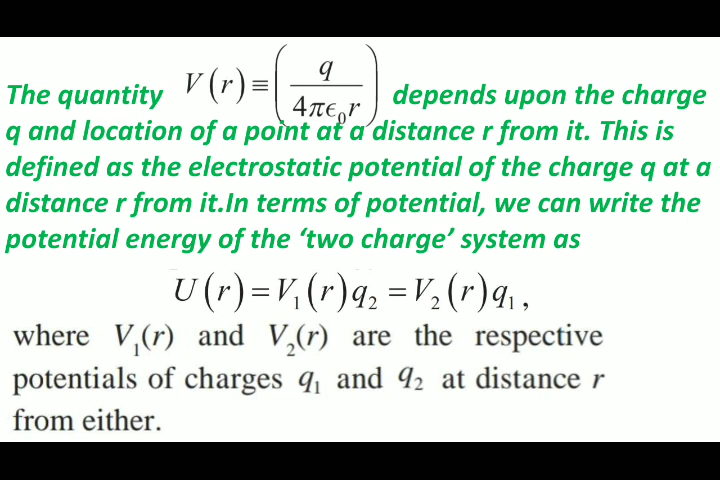 The quantity V(r) ≡ (q / 4πϵ₀r) depends upon the charge
q and location of a point at a distance r from it. This is
defined as the electrostatic potential of the charge q at a
distance r from it.In terms of potential, we can write the
potential energy of the ‘two charge’ system as
U(r) = V₁(r)q₂ = V₂(r)q₁,
where V₁(r) and V₂(r) are the respective
potentials of charges q₁ and q₂ at distance r
from either.